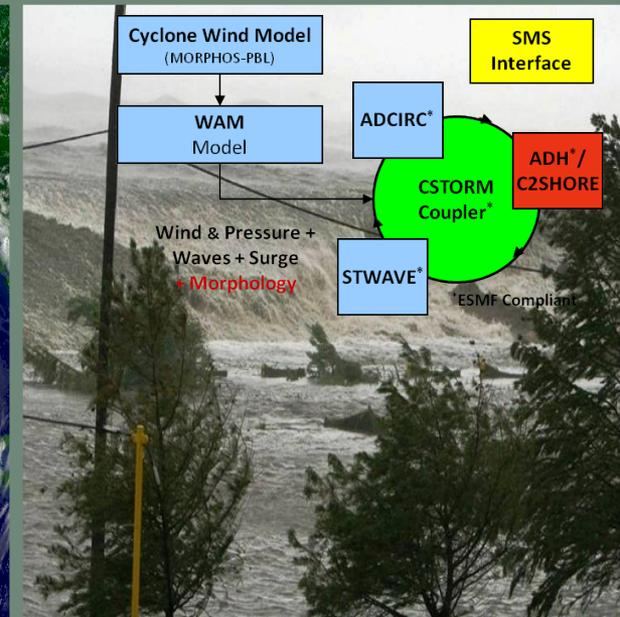 Cyclone Wind Model
(MORPHOS-PBL)
SMS
Interface
WAM
Model
ADCIRC*
ADH*/
C2SHORE
CSTORM
Coupler*
Wind & Pressure +
Waves + Surge
+ Morphology
STWAVE*
*ESMF Compliant